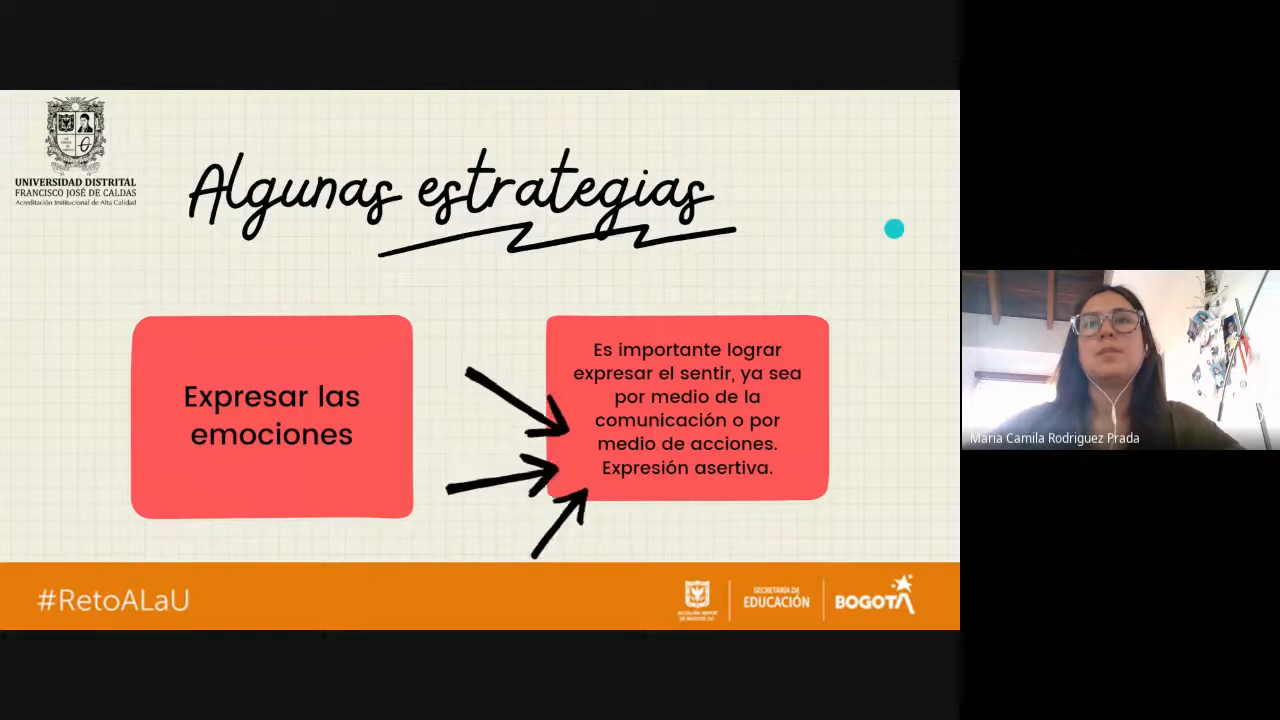 UNIVERSIDAD DISTRITAL
FRANCISCO JOSÉ DE CALDAS
Acreditación Institucional de Alta Calidad
Algunas estrategias
Expresar las
emociones
Es importante lograr
expresar el sentir, ya sea
por medio de la
comunicación o por
medio de acciones.
Expresión asertiva.
Maria Camila Rodriguez Prada
#RetoALaU
ALCALDÍA MAYOR
DE BOGOTÁ D.C.
SECRETARÍA DE
EDUCACIÓN
BOGOTÁ